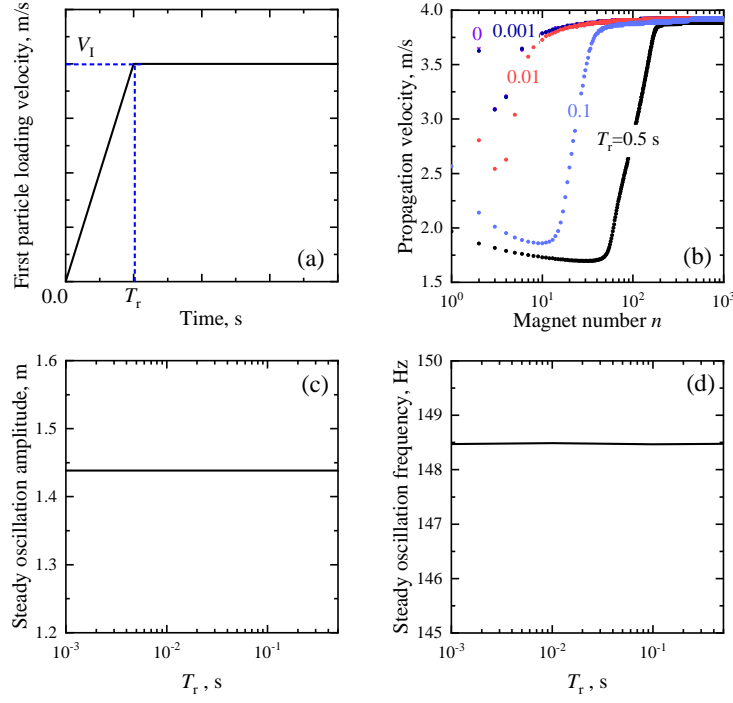 First particle loading velocity, m/s
V_I
(a)
0.0
T_r
Time, s
Propagation velocity, m/s
4.0
3.5
3.0
2.5
2.0
1.5
0
0.001
0.01
0.1
T_r=0.5 s
(b)
10^0
10^1
10^2
10^3
Magnet number n
Steady oscillation amplitude, m
1.6
1.5
1.4
1.3
1.2
(c)
10^-3
10^-2
10^-1
T_r , s
Steady oscillation frequency, Hz
150
149
148
147
146
145
(d)
10^-3
10^-2
10^-1
T_r , s